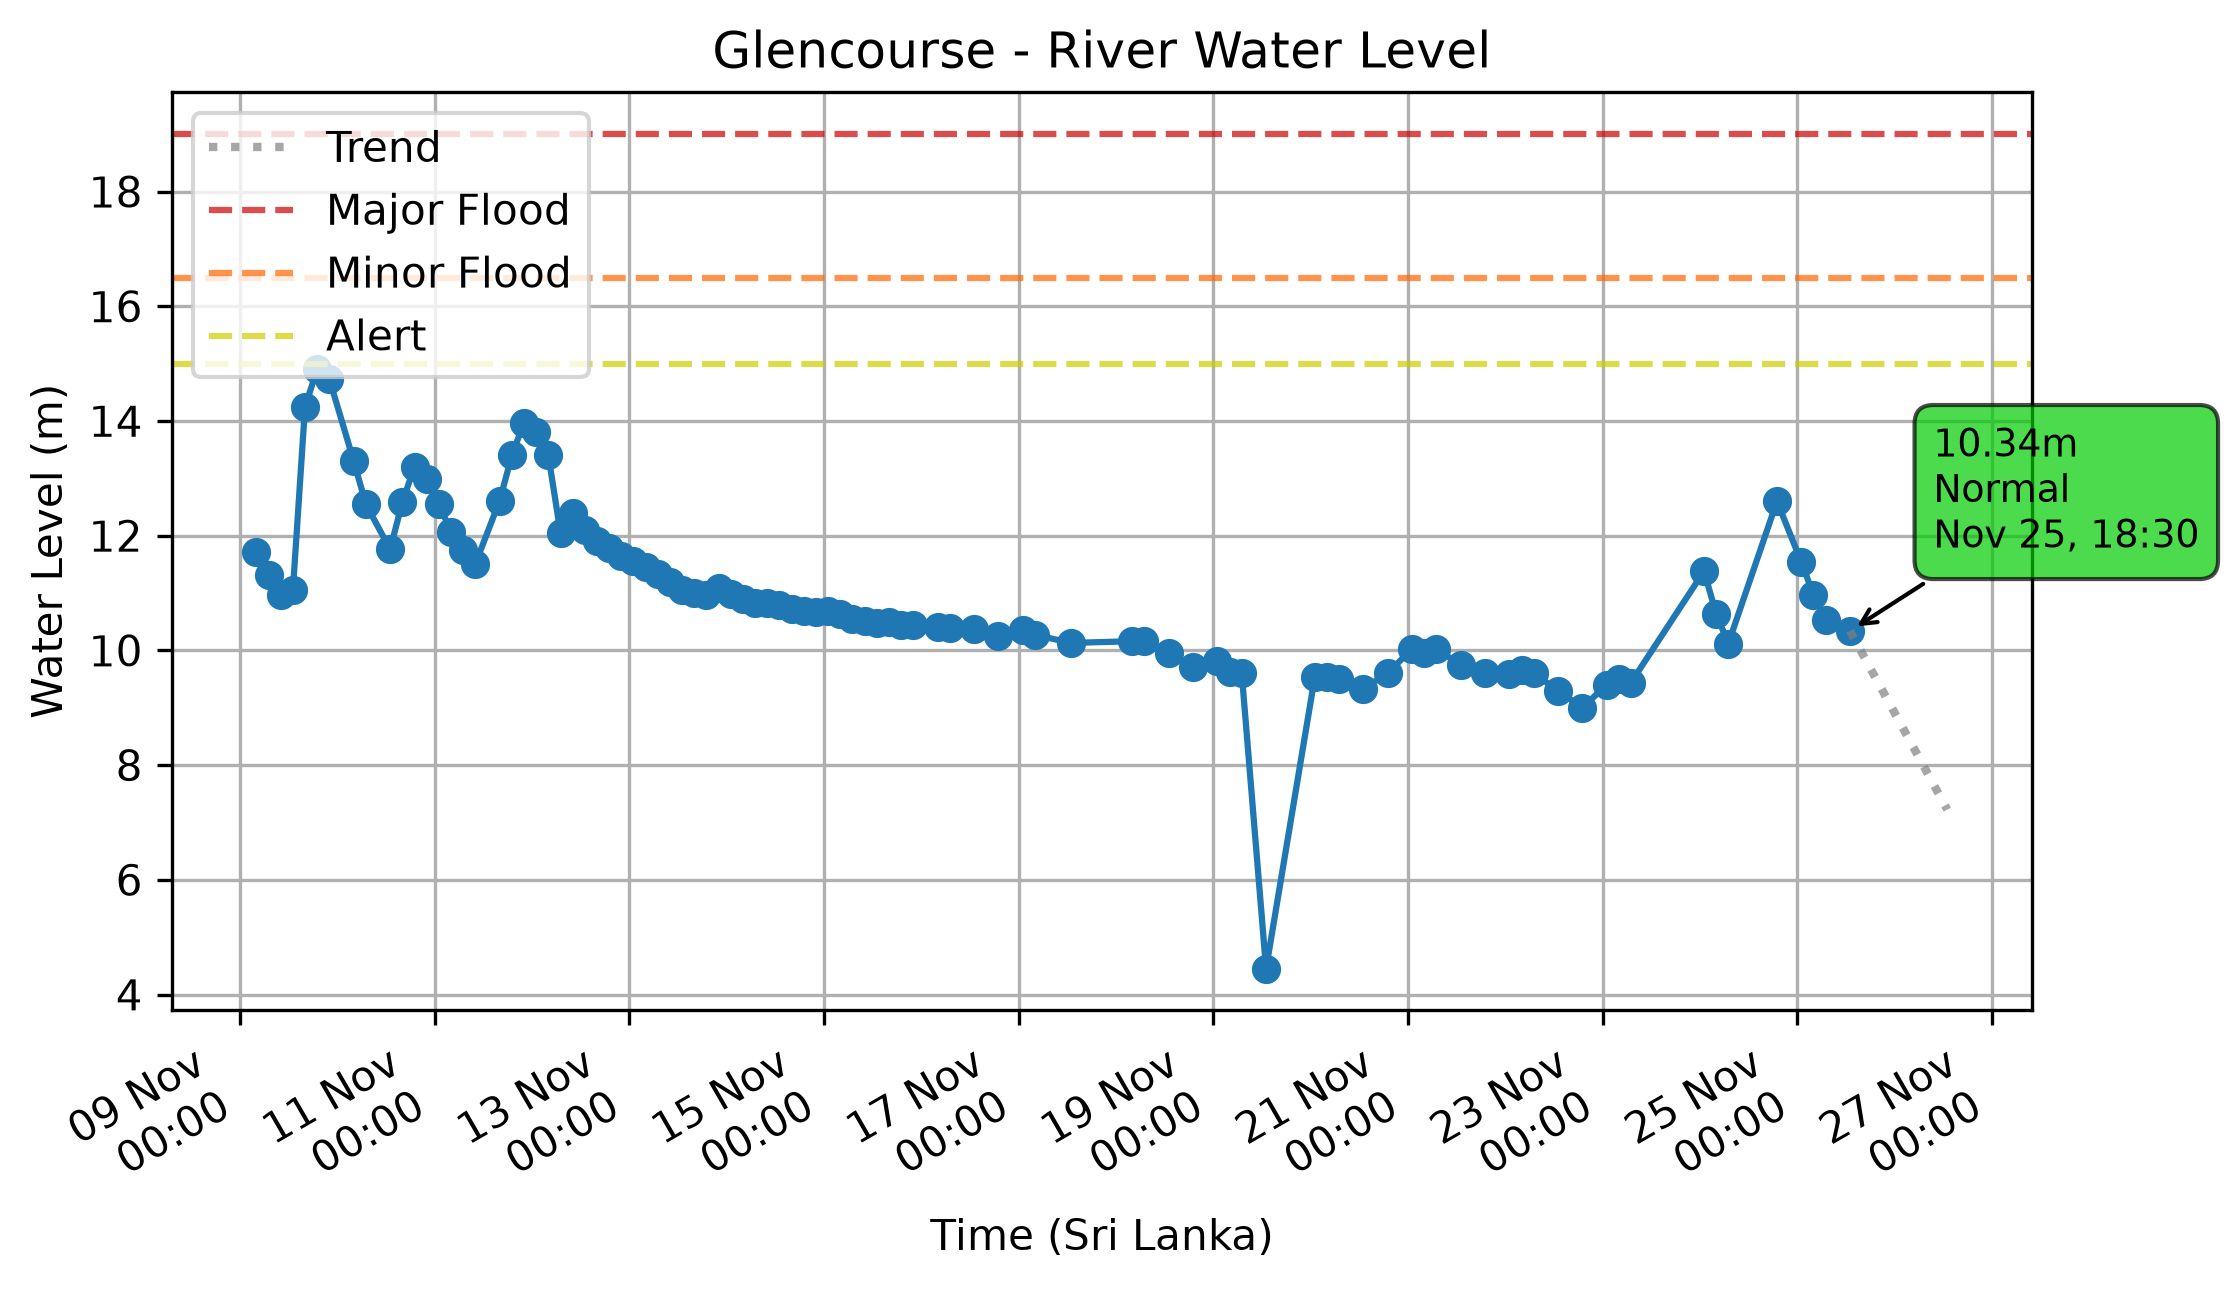 Glencourse - River Water Level
Trend
Major Flood
Minor Flood
Alert
18
16
14
12
10
8
6
4
Water Level (m)
10.34m
Normal
Nov 25, 18:30
09 Nov
00:00
11 Nov
00:00
13 Nov
00:00
15 Nov
00:00
17 Nov
00:00
19 Nov
00:00
21 Nov
00:00
23 Nov
00:00
25 Nov
00:00
27 Nov
00:00
Time (Sri Lanka)